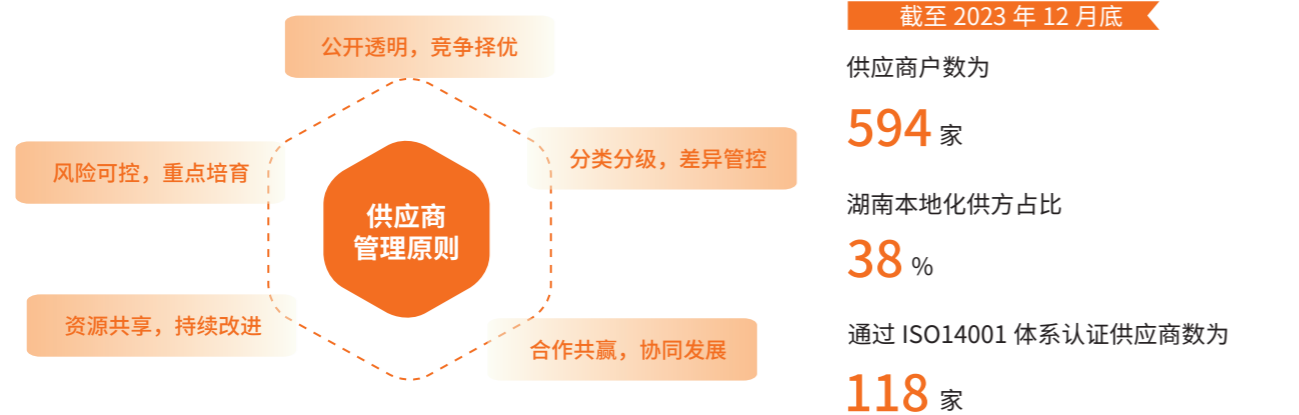 公开透明，竞争择优
风险可控，重点培育
分类分级，差异管控
供应商
管理原则
资源共享，持续改进
合作共赢，协同发展
截至 2023 年 12 月底
供应商户数为
594 家
湖南本地化供方占比
38 %
通过 ISO14001 体系认证供应商数为
118 家